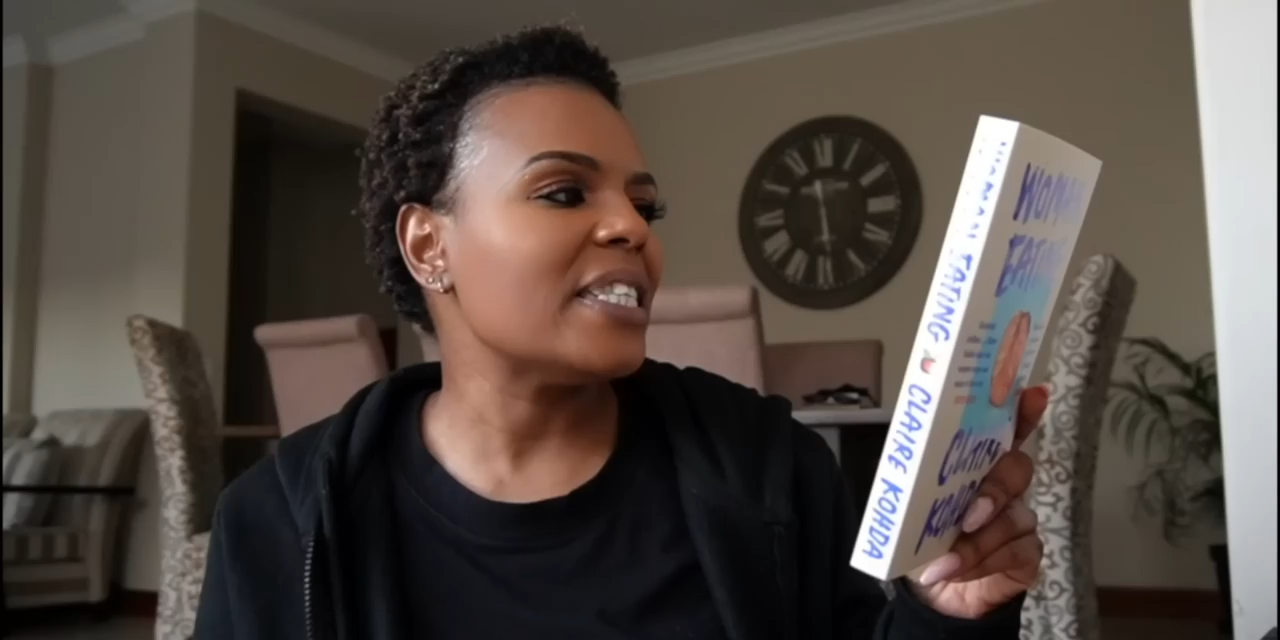 WOMAN EATING CLAIRE KOHDA
WOMAN
EATING
CLAIRE
KOHDA